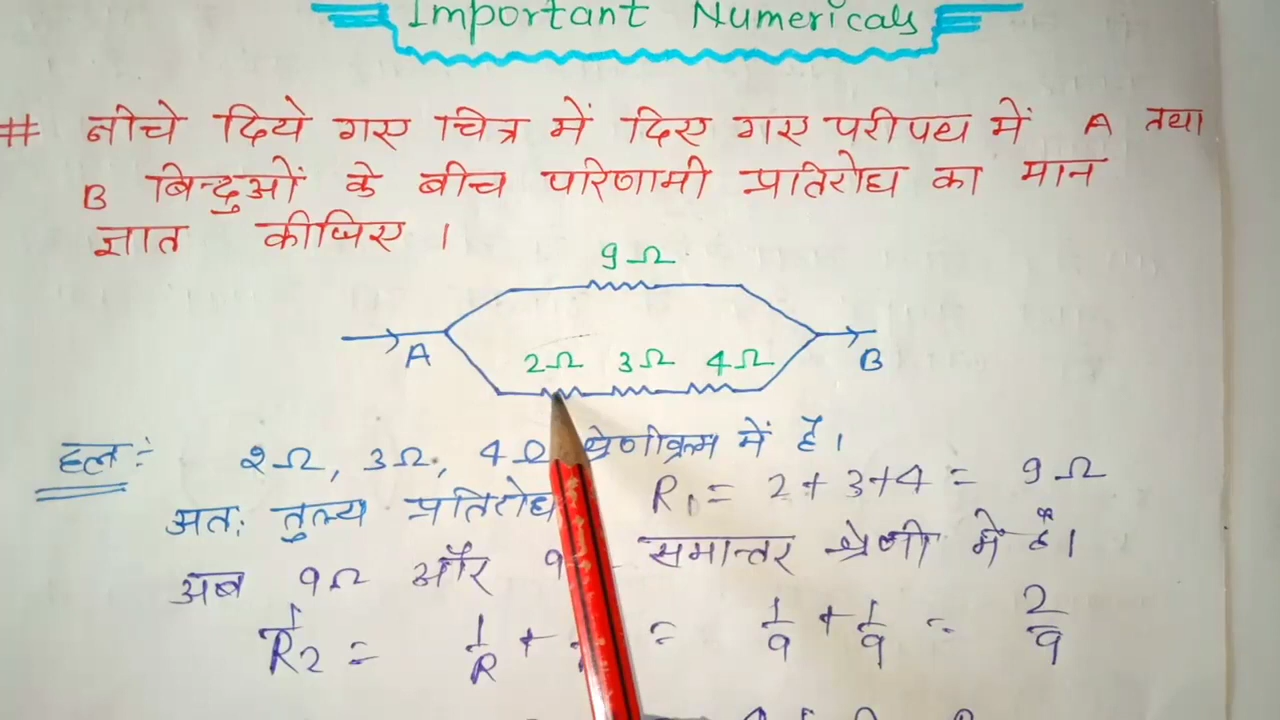 Important Numericals
# नीचे दिये गए चित्र में दिए गए परीपथ में A तथा
B बिन्दुओं के बीच परिणामी प्रतिरोध का मान
ज्ञात कीजिए ।
9Ω
A
2Ω 3Ω 4Ω
B
हल :- 2Ω, 3Ω, 4Ω श्रेणीक्रम में हैं।
अतः तुल्य प्रतिरोध R₁ = 2+3+4 = 9Ω
अब 9Ω और 9 समान्तर श्रेणी में है।
1/R2 = 1/R + = 1/9 + 1/9 = 2/9